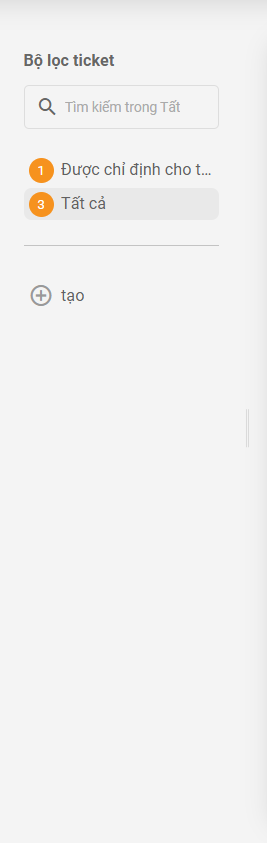 Bộ lọc ticket
Tìm kiếm trong Tất
1 Được chỉ định cho t...
3 Tất cả
tạo